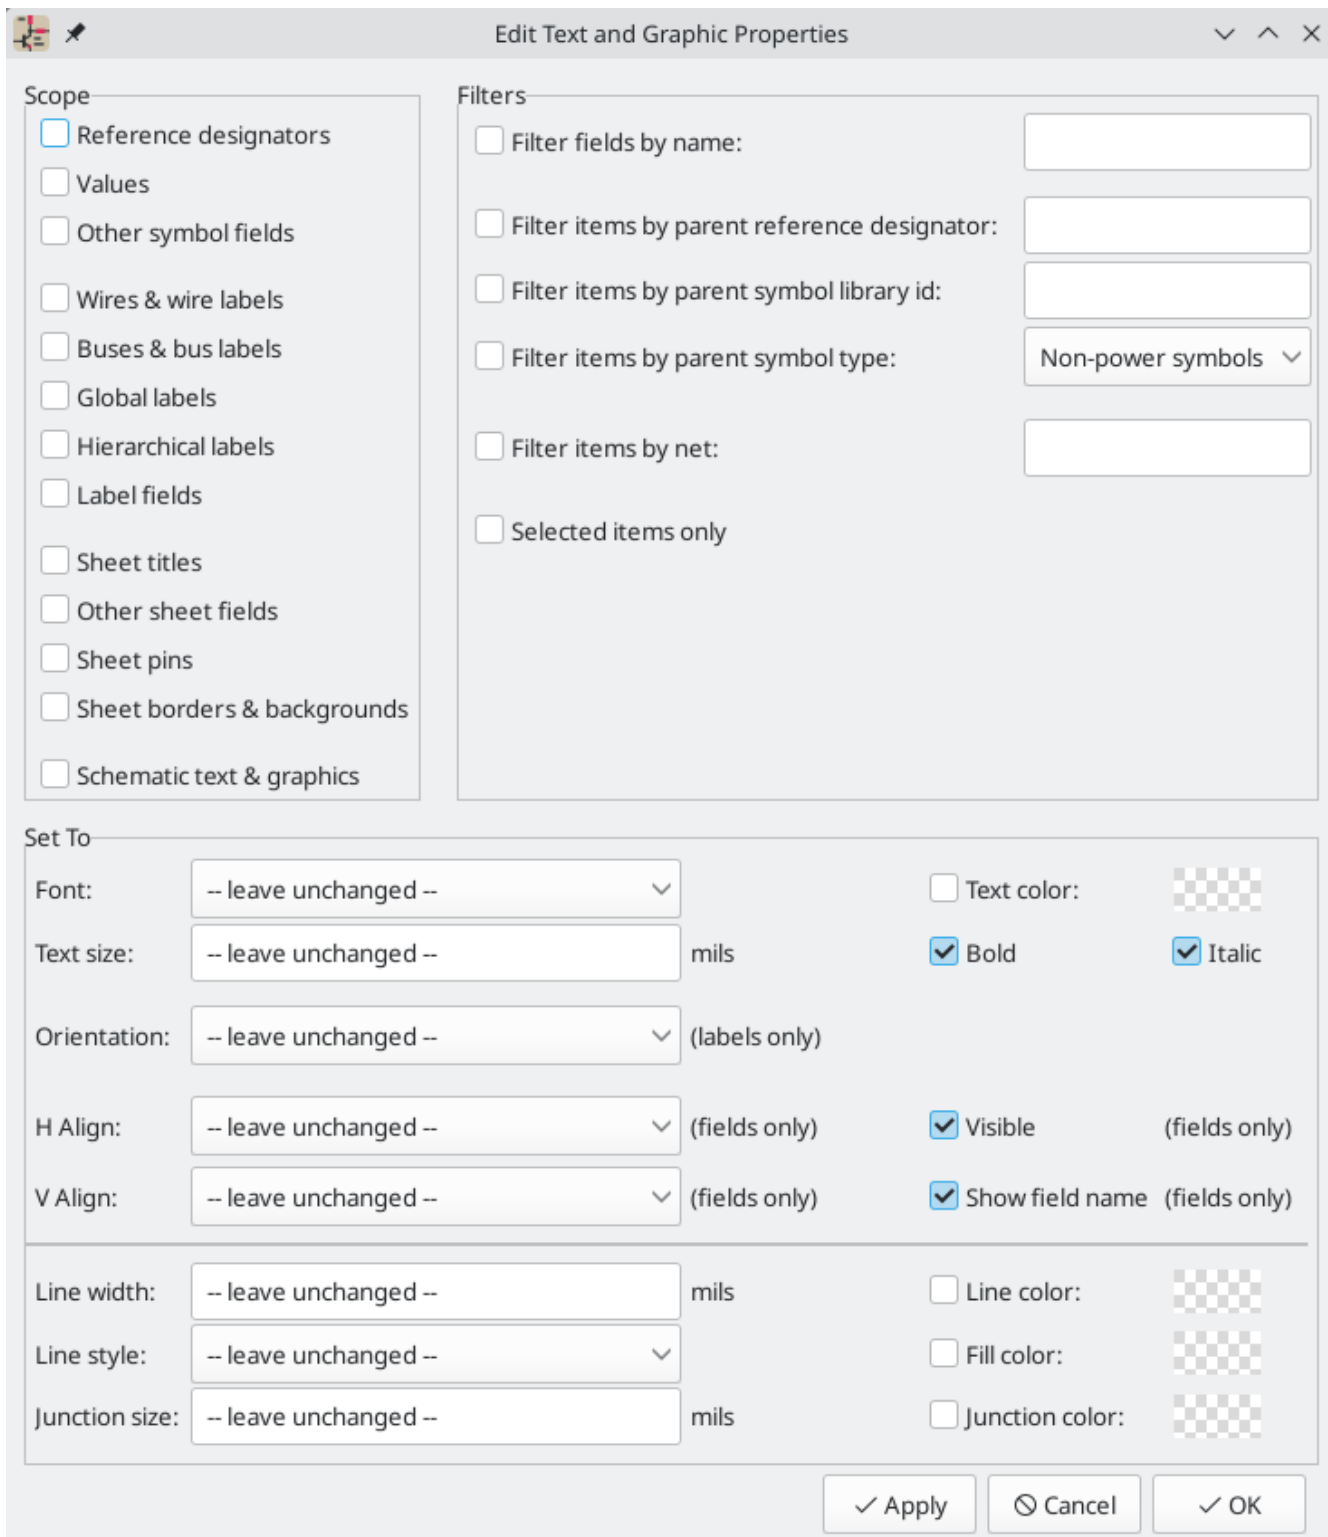 Edit Text and Graphic Properties
Scope
Reference designators
Values
Other symbol fields
Wires & wire labels
Buses & bus labels
Global labels
Hierarchical labels
Label fields
Sheet titles
Other sheet fields
Sheet pins
Sheet borders & backgrounds
Schematic text & graphics
Filters
Filter fields by name:
Filter items by parent reference designator:
Filter items by parent symbol library id:
Filter items by parent symbol type: Non-power symbols
Filter items by net:
Selected items only
Set To
Font: -- leave unchanged -- Text color:
Text size: -- leave unchanged -- mils Bold Italic
Orientation: -- leave unchanged -- (labels only)
H Align: -- leave unchanged -- (fields only) Visible (fields only)
V Align: -- leave unchanged -- (fields only) Show field name (fields only)
Line width: -- leave unchanged -- mils Line color:
Line style: -- leave unchanged -- Fill color:
Junction size: -- leave unchanged -- mils Junction color:
Apply Cancel OK